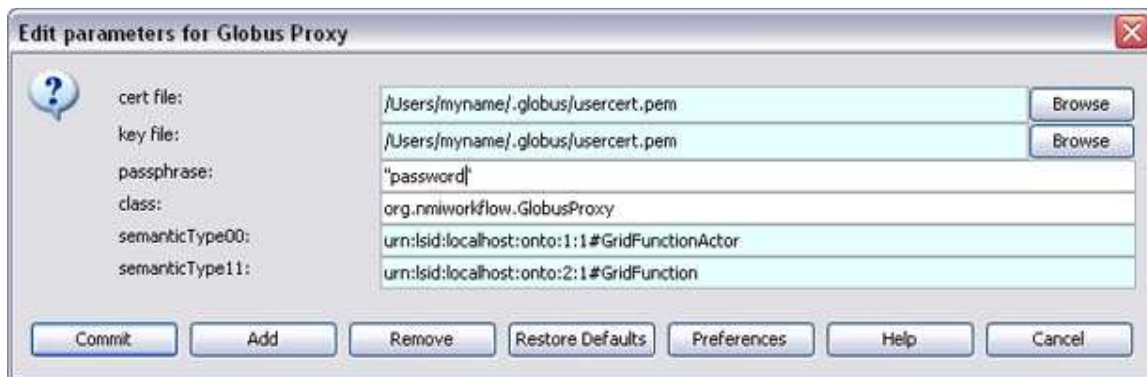 Edit parameters for Globus Proxy
cert file: /Users/myname/.globus/usercert.pem Browse
key file: /Users/myname/.globus/usercert.pem Browse
passphrase: "password"
class: org.nmiworkflow.GlobusProxy
semanticType00: urn:lsid:localhost:onto:1:1#GridFunctionActor
semanticType11: urn:lsid:localhost:onto:2:1#GridFunction
Commit Add Remove Restore Defaults Preferences Help Cancel